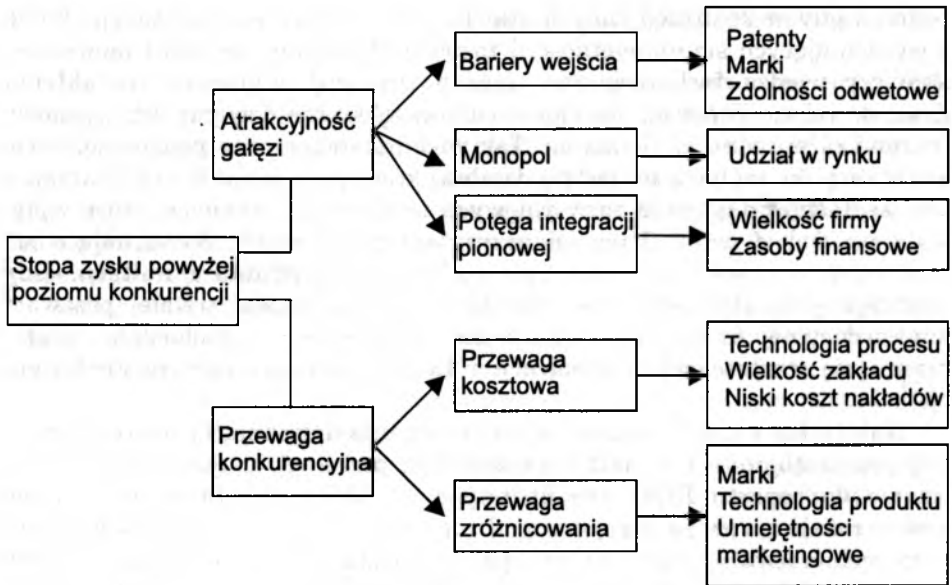 Patenty
Marki
Zdolności odwetowe
Bariery wejścia
Atrakcyjność
gałęzi
Monopol
Udział w rynku
Potęga integracji
pionowej
Wielkość firmy
Zasoby finansowe
Stopa zysku powyżej
poziomu konkurencji
Przewaga
kosztowa
Technologia procesu
Wielkość zakładu
Niski koszt nakładów
Przewaga
konkurencyjna
Przewaga
zróżnicowania
Marki
Technologia produktu
Umiejętności
marketingowe